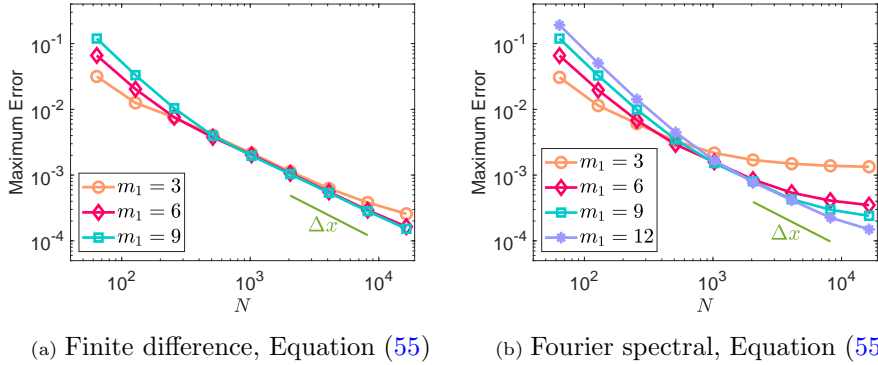 (a)
10^{-1}
10^{-2}
10^{-3}
10^{-4}
Maximum Error
m_1 = 3
m_1 = 6
m_1 = 9
Δx
10^2
10^3
10^4
N
(b)
10^{-1}
10^{-2}
10^{-3}
10^{-4}
Maximum Error
m_1 = 3
m_1 = 6
m_1 = 9
m_1 = 12
Δx
10^2
10^3
10^4
N
(a) Finite difference, Equation (55)
(b) Fourier spectral, Equation (55